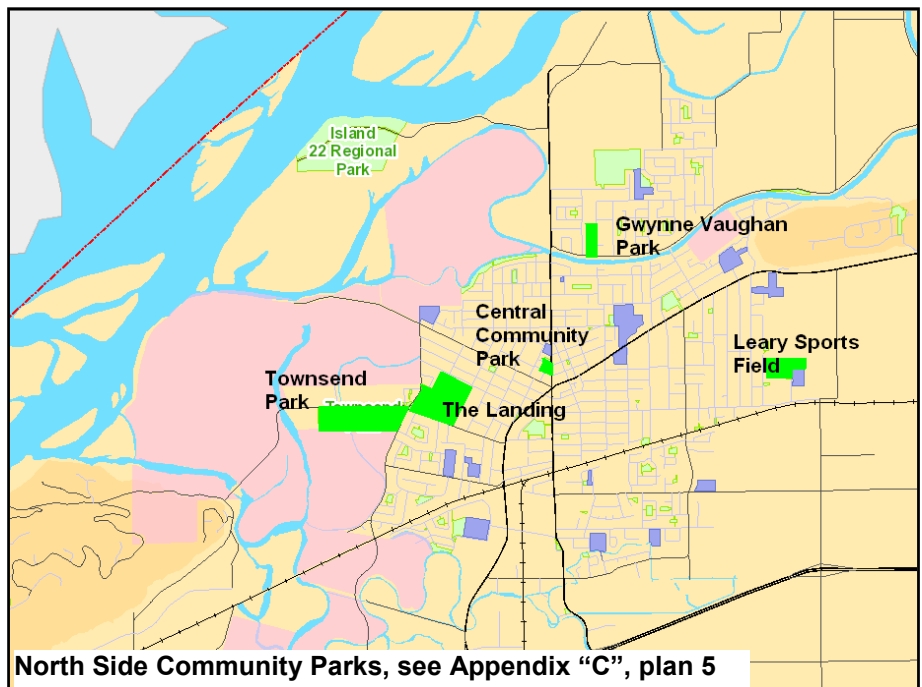 Island
22 Regional
Park
Gwynne Vaughan
Park
Central
Community
Park
Leary Sports
Field
Townsend
Park
Townsend
The Landing
North Side Community Parks, see Appendix “C”, plan 5